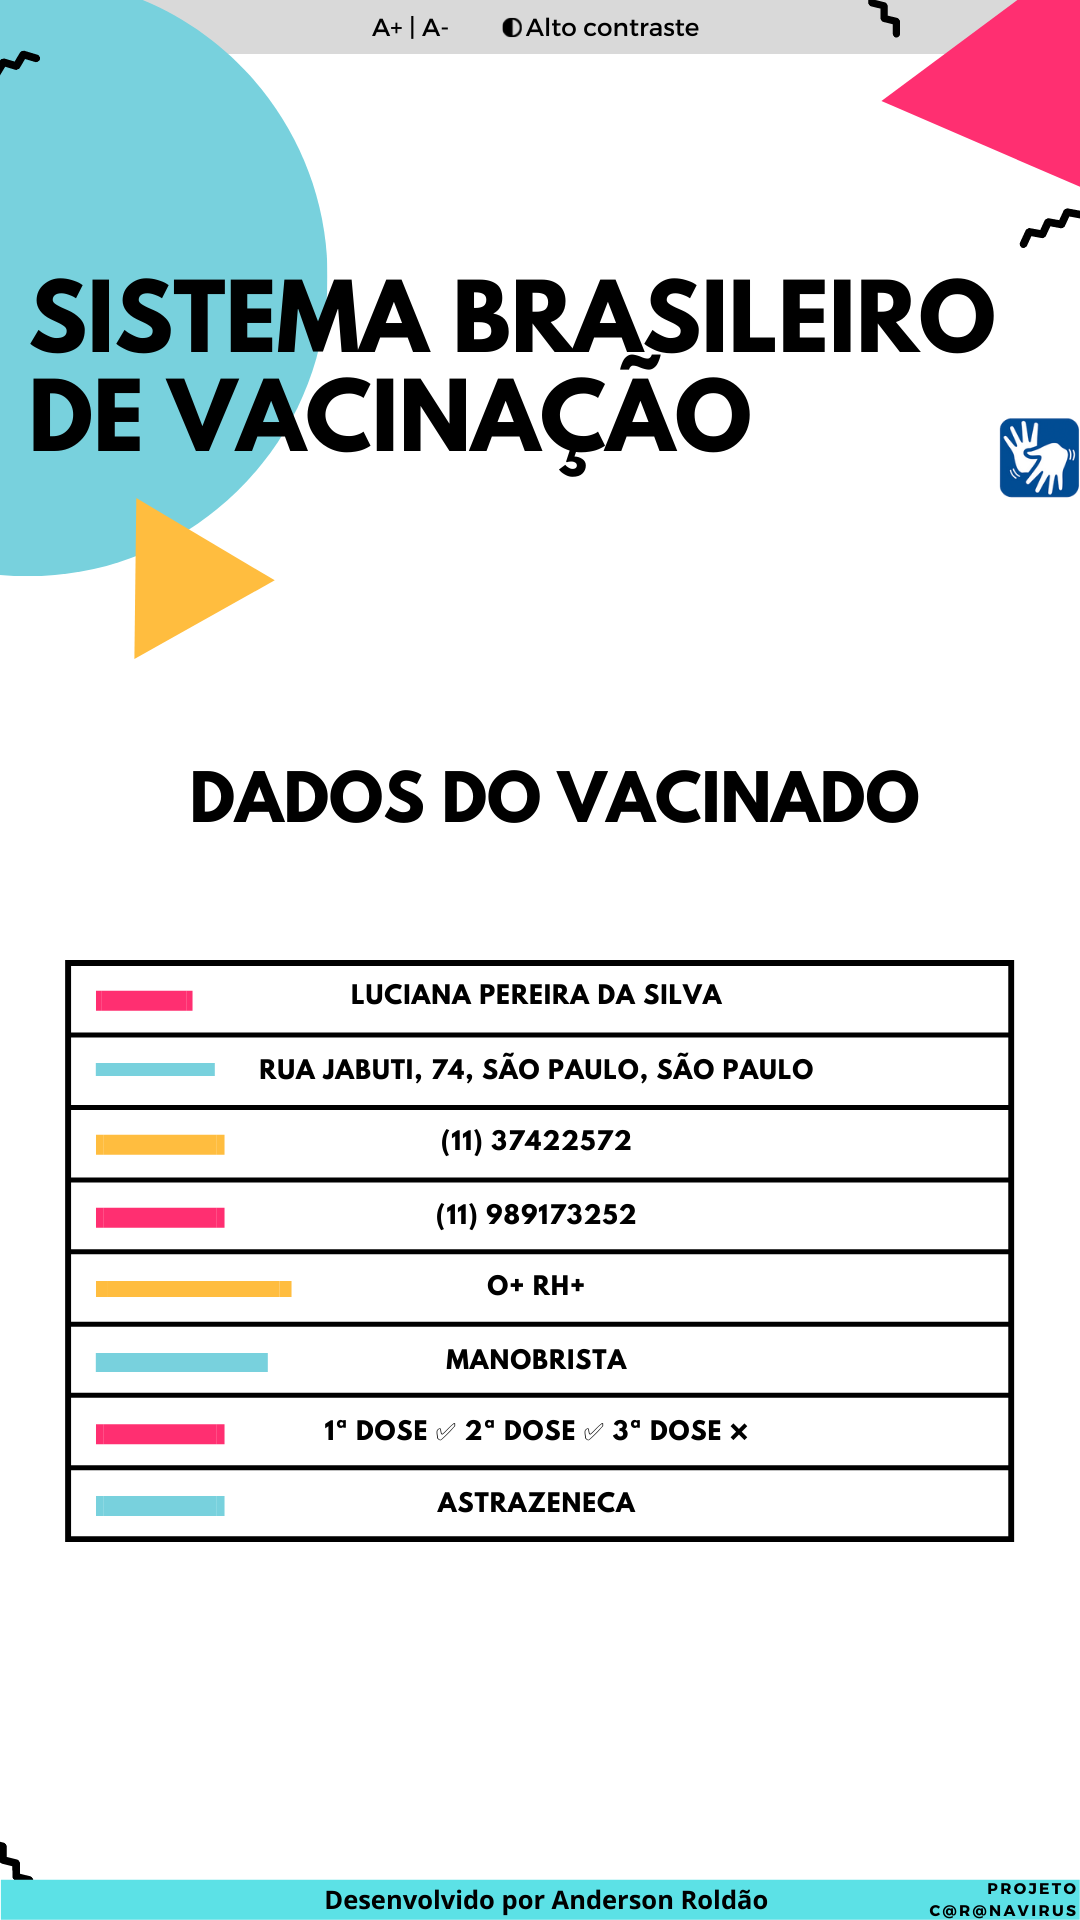 A+ | A- Alto contraste
SISTEMA BRASILEIRO
DE VACINAÇÃO
DADOS DO VACINADO
LUCIANA PEREIRA DA SILVA
RUA JABUTI, 74, SÃO PAULO, SÃO PAULO
(11) 37422572
(11) 989173252
O+ RH+
MANOBRISTA
1ª DOSE ✅ 2ª DOSE ✅ 3ª DOSE ❌
ASTRAZENECA
Desenvolvido por Anderson Roldão
PROJETO
C@R@NAVIRUS